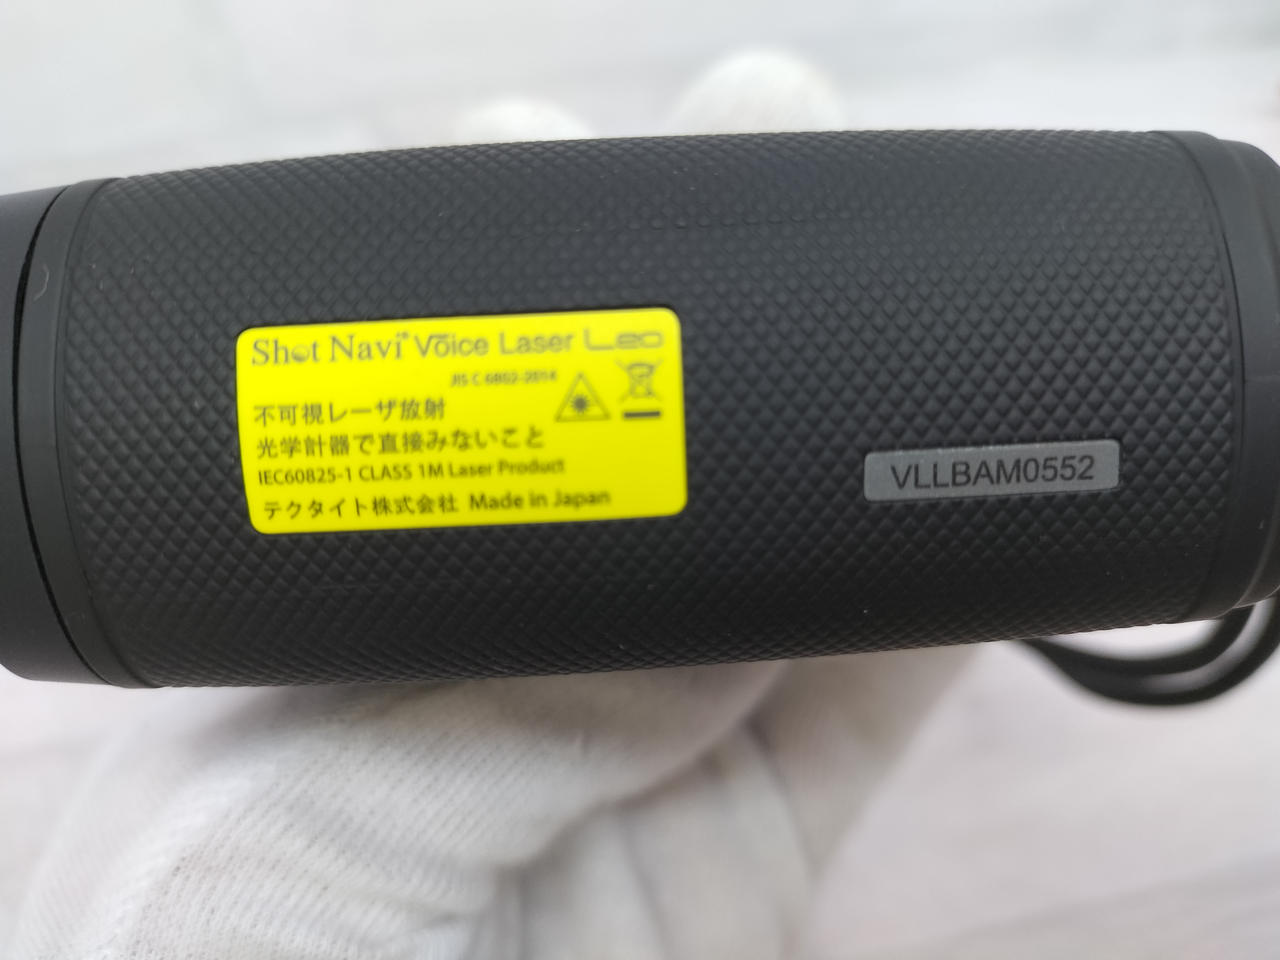 Shot Navi® Voice Laser Leo
JIS C 6802-2014
不可視レーザ放射
光学計器で直接みないこと
IEC60825-1 CLASS 1M Laser Product
テクタイト株式会社 Made in Japan
VLLBAM0552